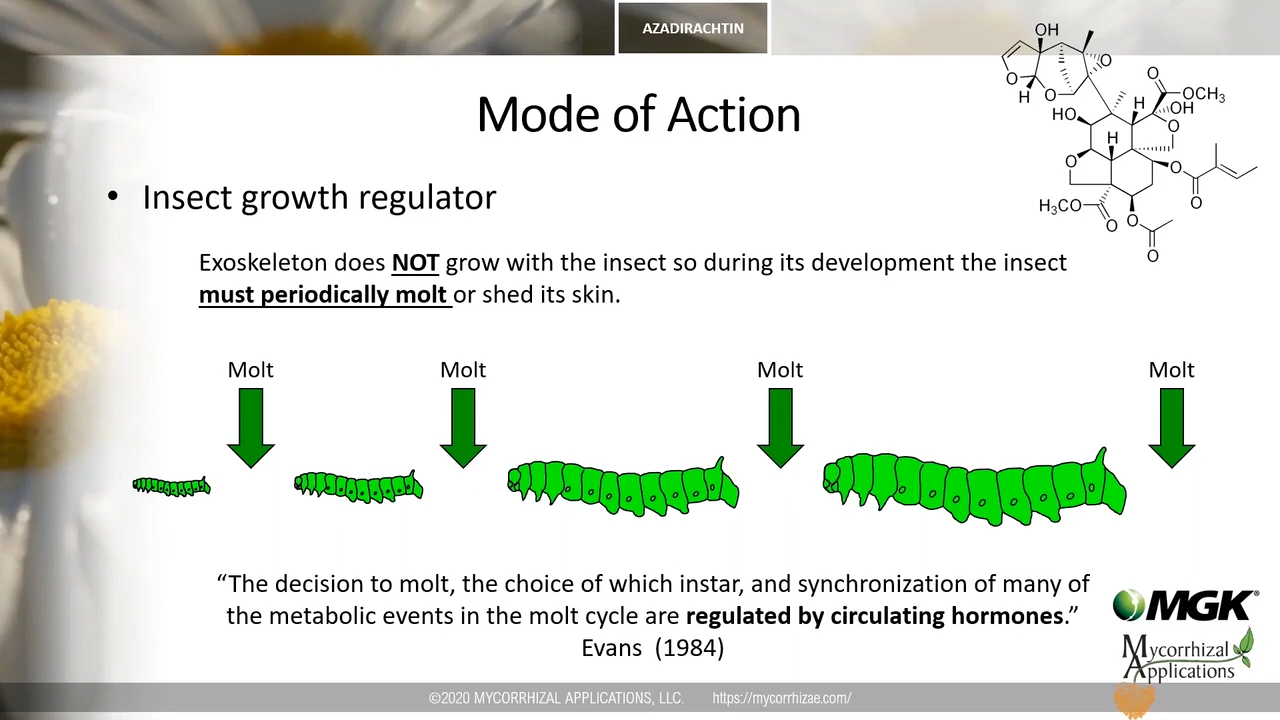 AZADIRACHTIN
Mode of Action
• Insect growth regulator
Exoskeleton does NOT grow with the insect so during its development the insect
must periodically molt or shed its skin.
Molt Molt Molt Molt
“The decision to molt, the choice of which instar, and synchronization of many of
the metabolic events in the molt cycle are regulated by circulating hormones.”
Evans (1984)
OH
O
O
H
O
O
OCH3
HO
H
OH
O
H
O
O
O
H3CO
O
O
O
MGK®
Mycorrhizal
Applications
©2020 MYCORRHIZAL APPLICATIONS, LLC. https://mycorrhizae.com/